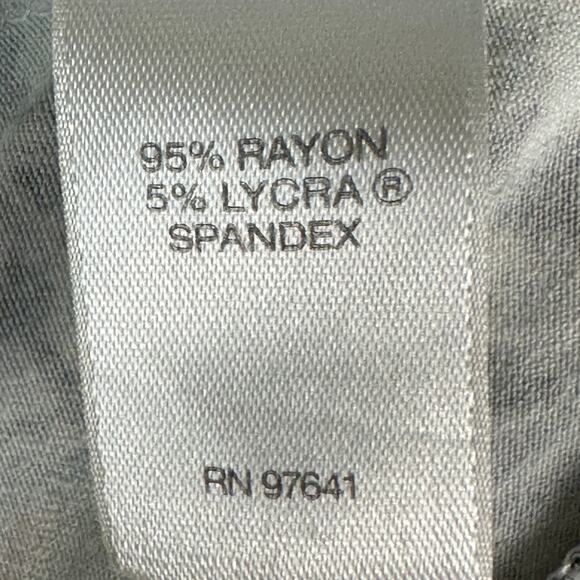 95% RAYON
5% LYCRA ®
SPANDEX
RN 97641